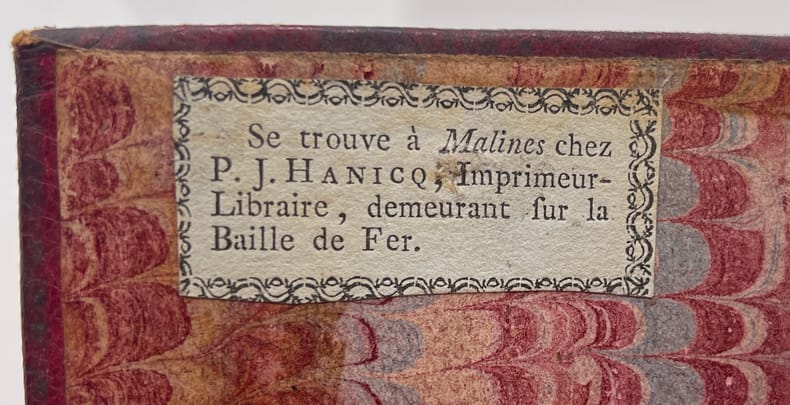 Se trouve à Malines chez
P. J. HANICQ, Imprimeur-
Libraire, demeurant ſur la
Baille de Fer.